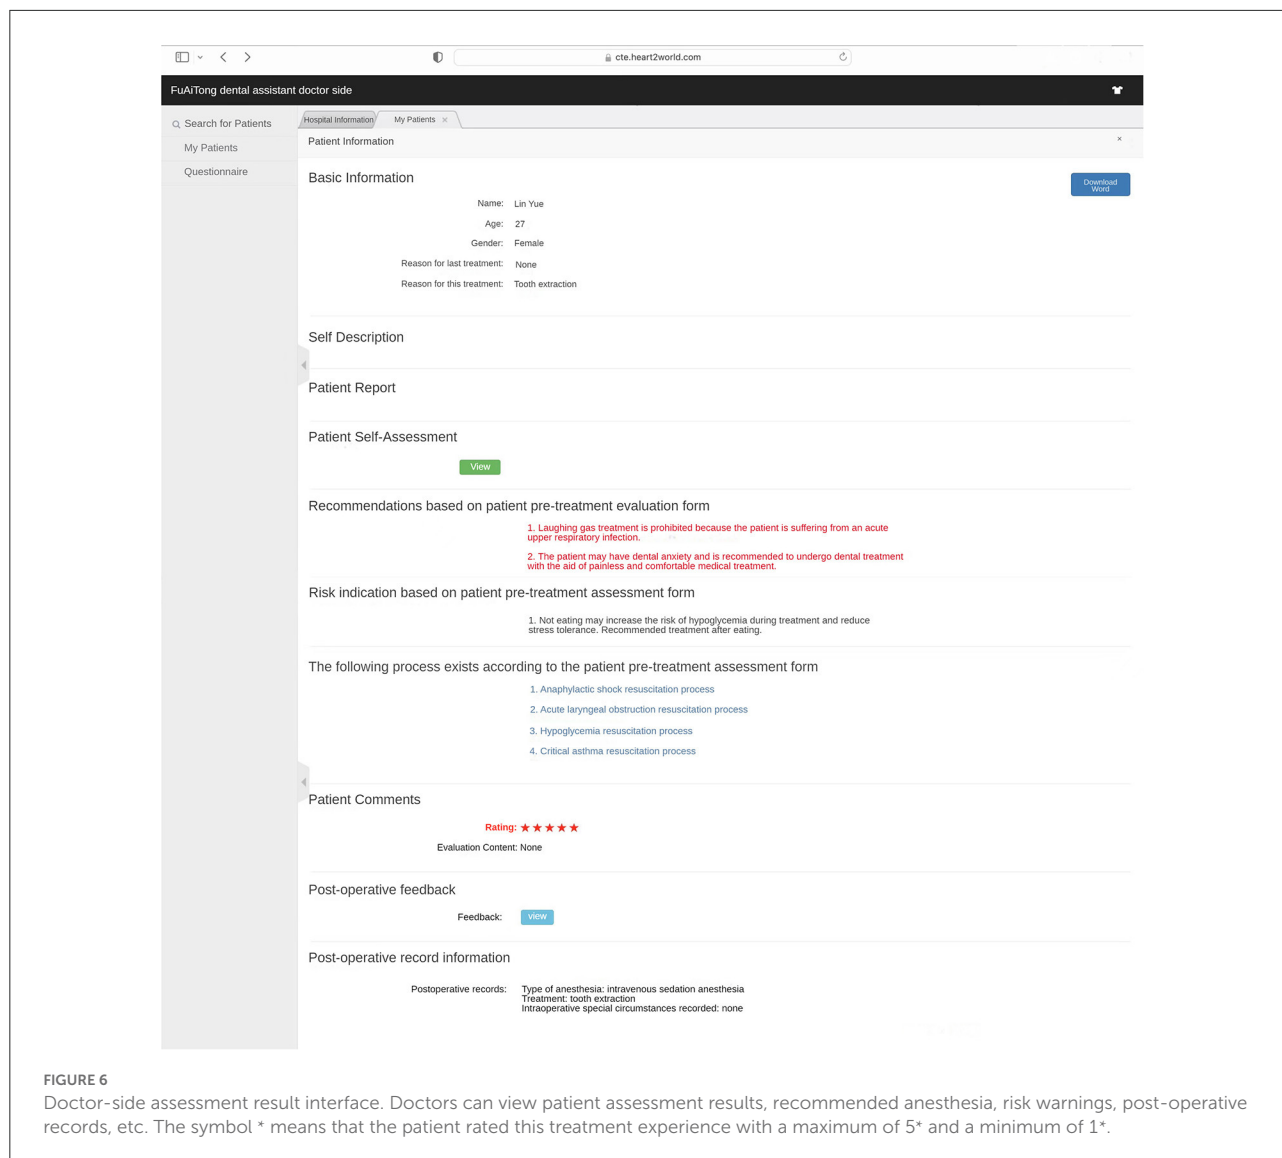 cte.heart2world.com
FuAiTong dental assistant doctor side
Search for Patients
My Patients
Questionnaire
Hospital Information
My Patients ×
Patient Information ×
Basic Information
Download
Word
Name: Lin Yue
Age: 27
Gender: Female
Reason for last treatment: None
Reason for this treatment: Tooth extraction
Self Description
Patient Report
Patient Self-Assessment
View
Recommendations based on patient pre-treatment evaluation form
1. Laughing gas treatment is prohibited because the patient is suffering from an acute
upper respiratory infection.
2. The patient may have dental anxiety and is recommended to undergo dental treatment
with the aid of painless and comfortable medical treatment.
Risk indication based on patient pre-treatment assessment form
1. Not eating may increase the risk of hypoglycemia during treatment and reduce
stress tolerance. Recommended treatment after eating.
The following process exists according to the patient pre-treatment assessment form
1. Anaphylactic shock resuscitation process
2. Acute laryngeal obstruction resuscitation process
3. Hypoglycemia resuscitation process
4. Critical asthma resuscitation process
Patient Comments
Rating: ★★★★★
Evaluation Content: None
Post-operative feedback
Feedback: view
Post-operative record information
Postoperative records: Type of anesthesia: intravenous sedation anesthesia
Treatment: tooth extraction
Intraoperative special circumstances recorded: none
FIGURE 6
Doctor-side assessment result interface. Doctors can view patient assessment results, recommended anesthesia, risk warnings, post-operative
records, etc. The symbol * means that the patient rated this treatment experience with a maximum of 5* and a minimum of 1*.